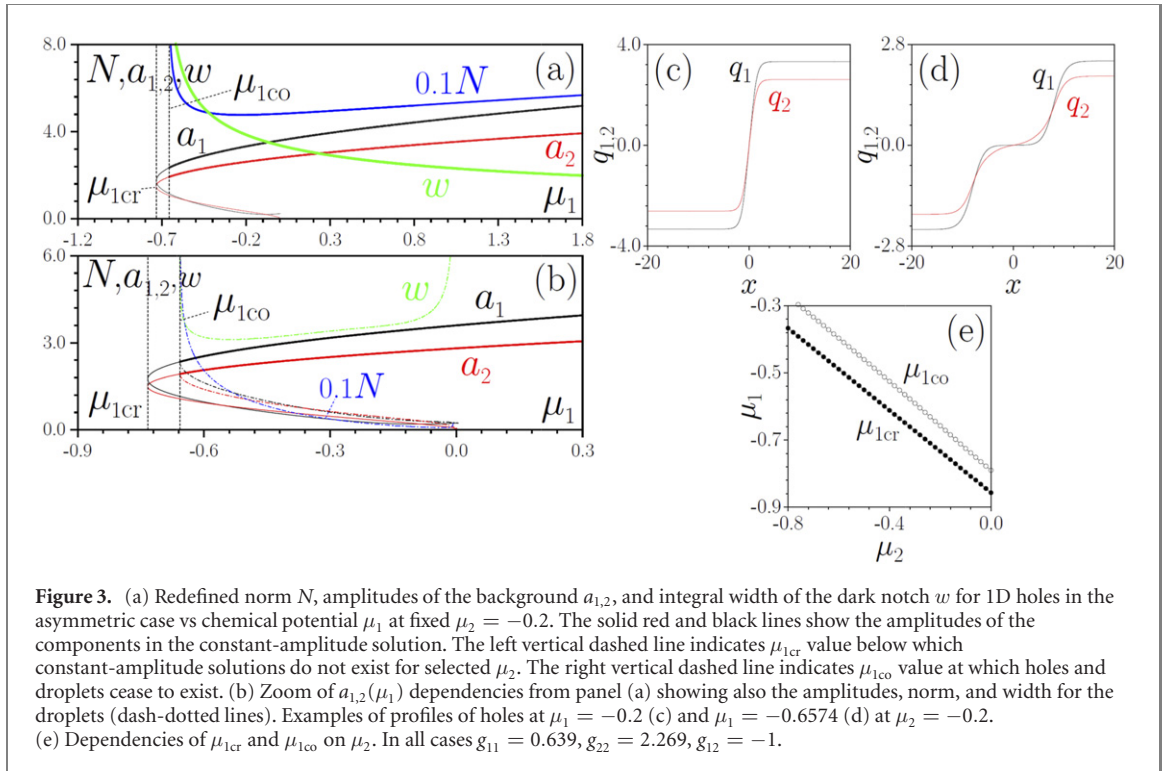 8.0
4.0
0.0
N,a1,2,w
(a)
μ1co
0.1N
a1
a2
μ1cr
w
μ1
-1.2 -0.7 -0.2 0.3 0.8 1.3 1.8
6.0
3.0
0.0
N,a1,2,w
(b)
w
a1
μ1co
a2
μ1cr
0.1N
μ1
-0.9 -0.6 -0.3 0.0 0.3
4.0
0.0
-4.0
q1,2
(c)
q1
q2
-20 0 20
x
2.8
0.0
-2.8
q1,2
(d)
q1
q2
-20 0 20
x
-0.3
-0.5
-0.7
-0.9
μ1
(e)
μ1co
μ1cr
-0.8 -0.4 0.0
μ2
Figure 3. (a) Redefined norm N, amplitudes of the background a1,2, and integral width of the dark notch w for 1D holes in the
asymmetric case vs chemical potential μ1 at fixed μ2 = −0.2. The solid red and black lines show the amplitudes of the
components in the constant-amplitude solution. The left vertical dashed line indicates μ1cr value below which
constant-amplitude solutions do not exist for selected μ2. The right vertical dashed line indicates μ1co value at which holes and
droplets cease to exist. (b) Zoom of a1,2(μ1) dependencies from panel (a) showing also the amplitudes, norm, and width for the
droplets (dash-dotted lines). Examples of profiles of holes at μ1 = −0.2 (c) and μ1 = −0.6574 (d) at μ2 = −0.2.
(e) Dependencies of μ1cr and μ1co on μ2. In all cases g11 = 0.639, g22 = 2.269, g12 = −1.